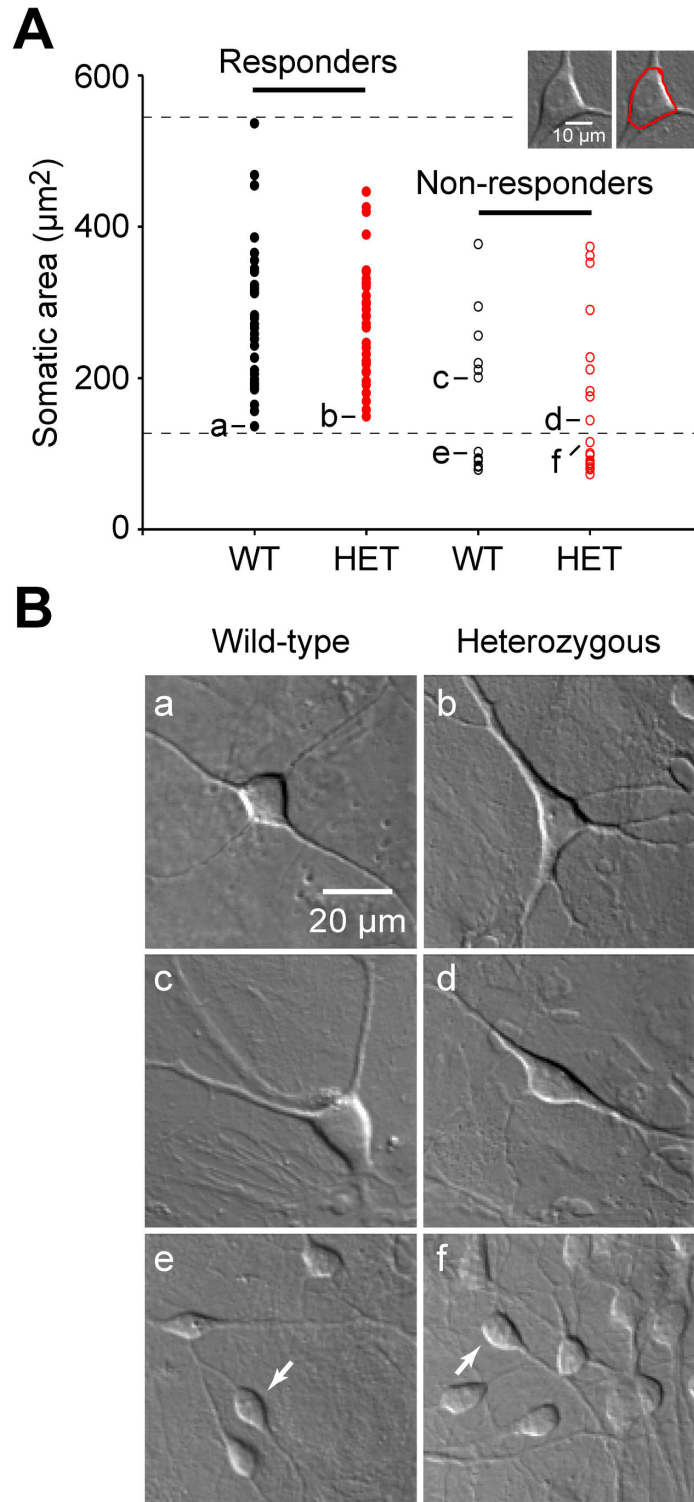 A
Responders
600
10 µm
Non-responders
400
Somatic area (µm²)
c
200
a
b
d
e
f
0
WT
HET
WT
HET
B
Wild-type
Heterozygous
a
b
20 µm
c
d
e
f